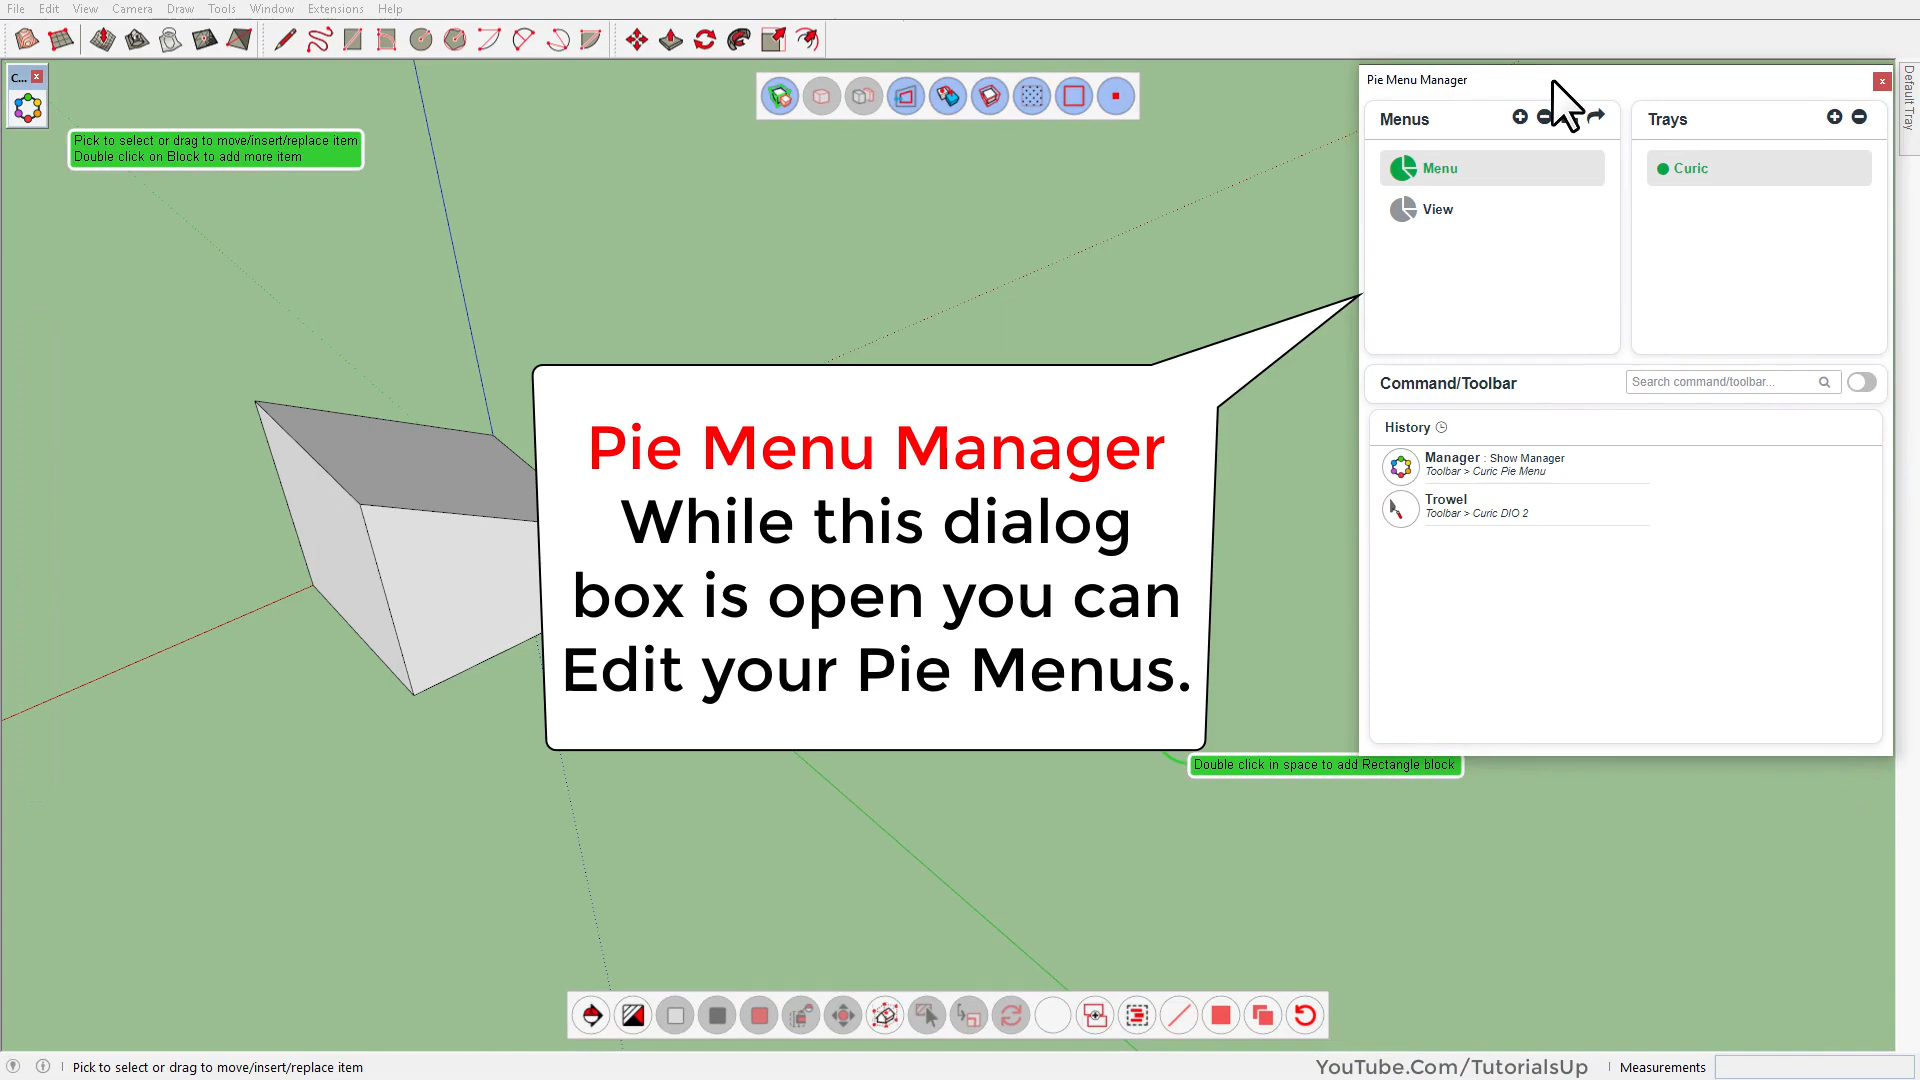 File Edit View Camera Draw Tools Window Extensions Help
C...
Pick to select or drag to move/insert/replace item
Double click on Block to add more item
Pie Menu Manager
Menus
Trays
Menu
Curic
View
Default Tray
Command/Toolbar
Search command/toolbar...
History
Manager : Show Manager
Toolbar > Curic Pie Menu
Trowel
Toolbar > Curic DIO 2
Pie Menu Manager
While this dialog
box is open you can
Edit your Pie Menus.
Double click in space to add Rectangle block
Pick to select or drag to move/insert/replace item
YouTube.Com/TutorialsUp
Measurements